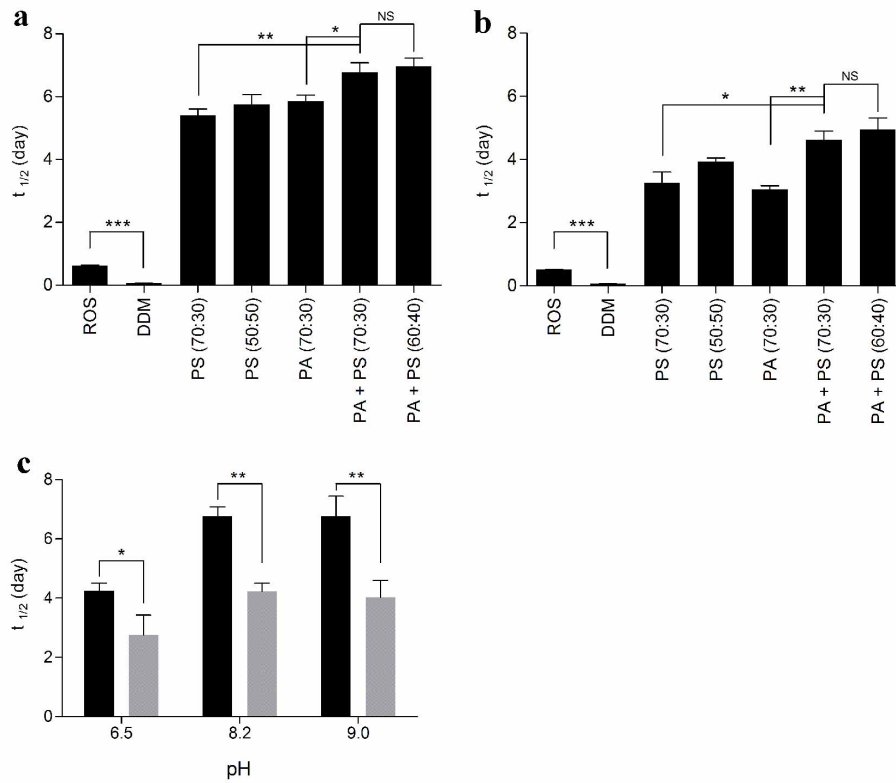 a
t 1/2 (day)
8
6
4
2
0
***
**
*
NS
ROS
DDM
PS (70:30)
PS (50:50)
PA (70:30)
PA + PS (70:30)
PA + PS (60:40)
b
t 1/2 (day)
8
6
4
2
0
***
*
**
NS
ROS
DDM
PS (70:30)
PS (50:50)
PA (70:30)
PA + PS (70:30)
PA + PS (60:40)
c
t 1/2 (day)
8
6
4
2
0
*
**
**
6.5
8.2
9.0
pH